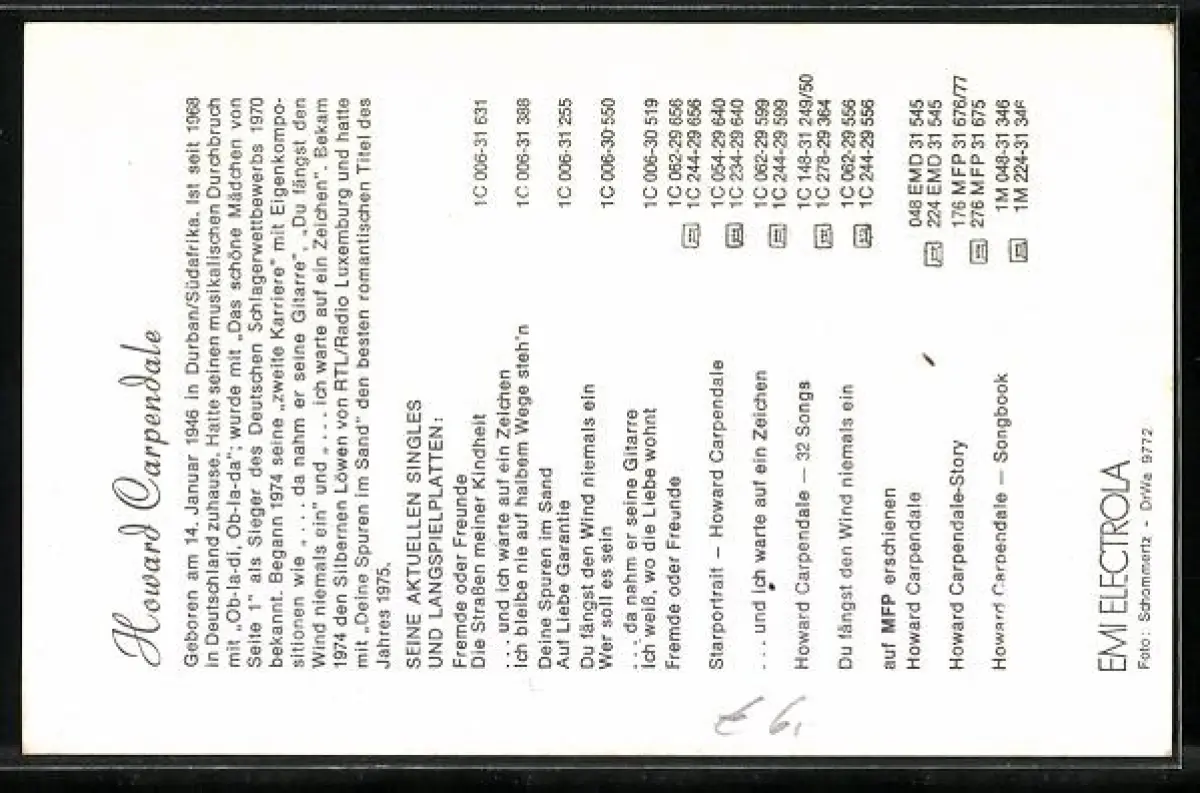 Howard Carpendale
Geboren am 14. Januar 1946 in Durban/Südafrika. Ist seit 1968
in Deutschland zuhause. Hatte seinen musikalischen Durchbruch
mit „Ob-la-di, Ob-la-da"; wurde mit „Das schöne Mädchen von
Seite 1" als Sieger des Deutschen Schlagerwettbewerbs 1970
bekannt. Begann 1974 seine „zweite Karriere" mit Eigenkompo-
sitionen wie „... da nahm er seine Gitarre", „Du fängst den
Wind niemals ein" und „... ich warte auf ein Zeichen". Bekam
1974 den Silbernen Löwen von RTL/Radio Luxemburg und hatte
mit „Deine Spuren im Sand" den besten romantischen Titel des
Jahres 1975.
SEINE AKTUELLEN SINGLES
UND LANGSPIELPLATTEN:
Fremde oder Freunde
Die Straßen meiner Kindheit 1C 006-31 631
... und ich warte auf ein Zeichen
Ich bleibe nie auf halbem Wege steh'n 1C 006-31 388
Deine Spuren im Sand
Auf Liebe Garantie 1C 006-31 255
Du fängst den Wind niemals ein
Wer soll es sein 1C 006-30 550
... da nahm er seine Gitarre
Ich weiß, wo die Liebe wohnt 1C 006-30 519
Fremde oder Freunde 1C 062-29 656
1C 244-29 656
Starportrait – Howard Carpendale 1C 054-29 640
1C 234-29 640
... und ich warte auf ein Zeichen 1C 062-29 599
1C 244-29 599
Howard Carpendale — 32 Songs 1C 148-31 249/50
1C 278-29 364
Du fängst den Wind niemals ein 1C 062-29 556
1C 244-29 556
auf MFP erschienen
Howard Carpendale 048 EMD 31 545
224 EMD 31 545
Howard Carpendale-Story 176 MFP 31 676/77
276 MFP 31 675
Howard Carpendale — Songbook 1M 048-31 346
1M 224-31 346
EMI ELECTROLA
Foto: Schommertz - DrWa 9772
€ 6,